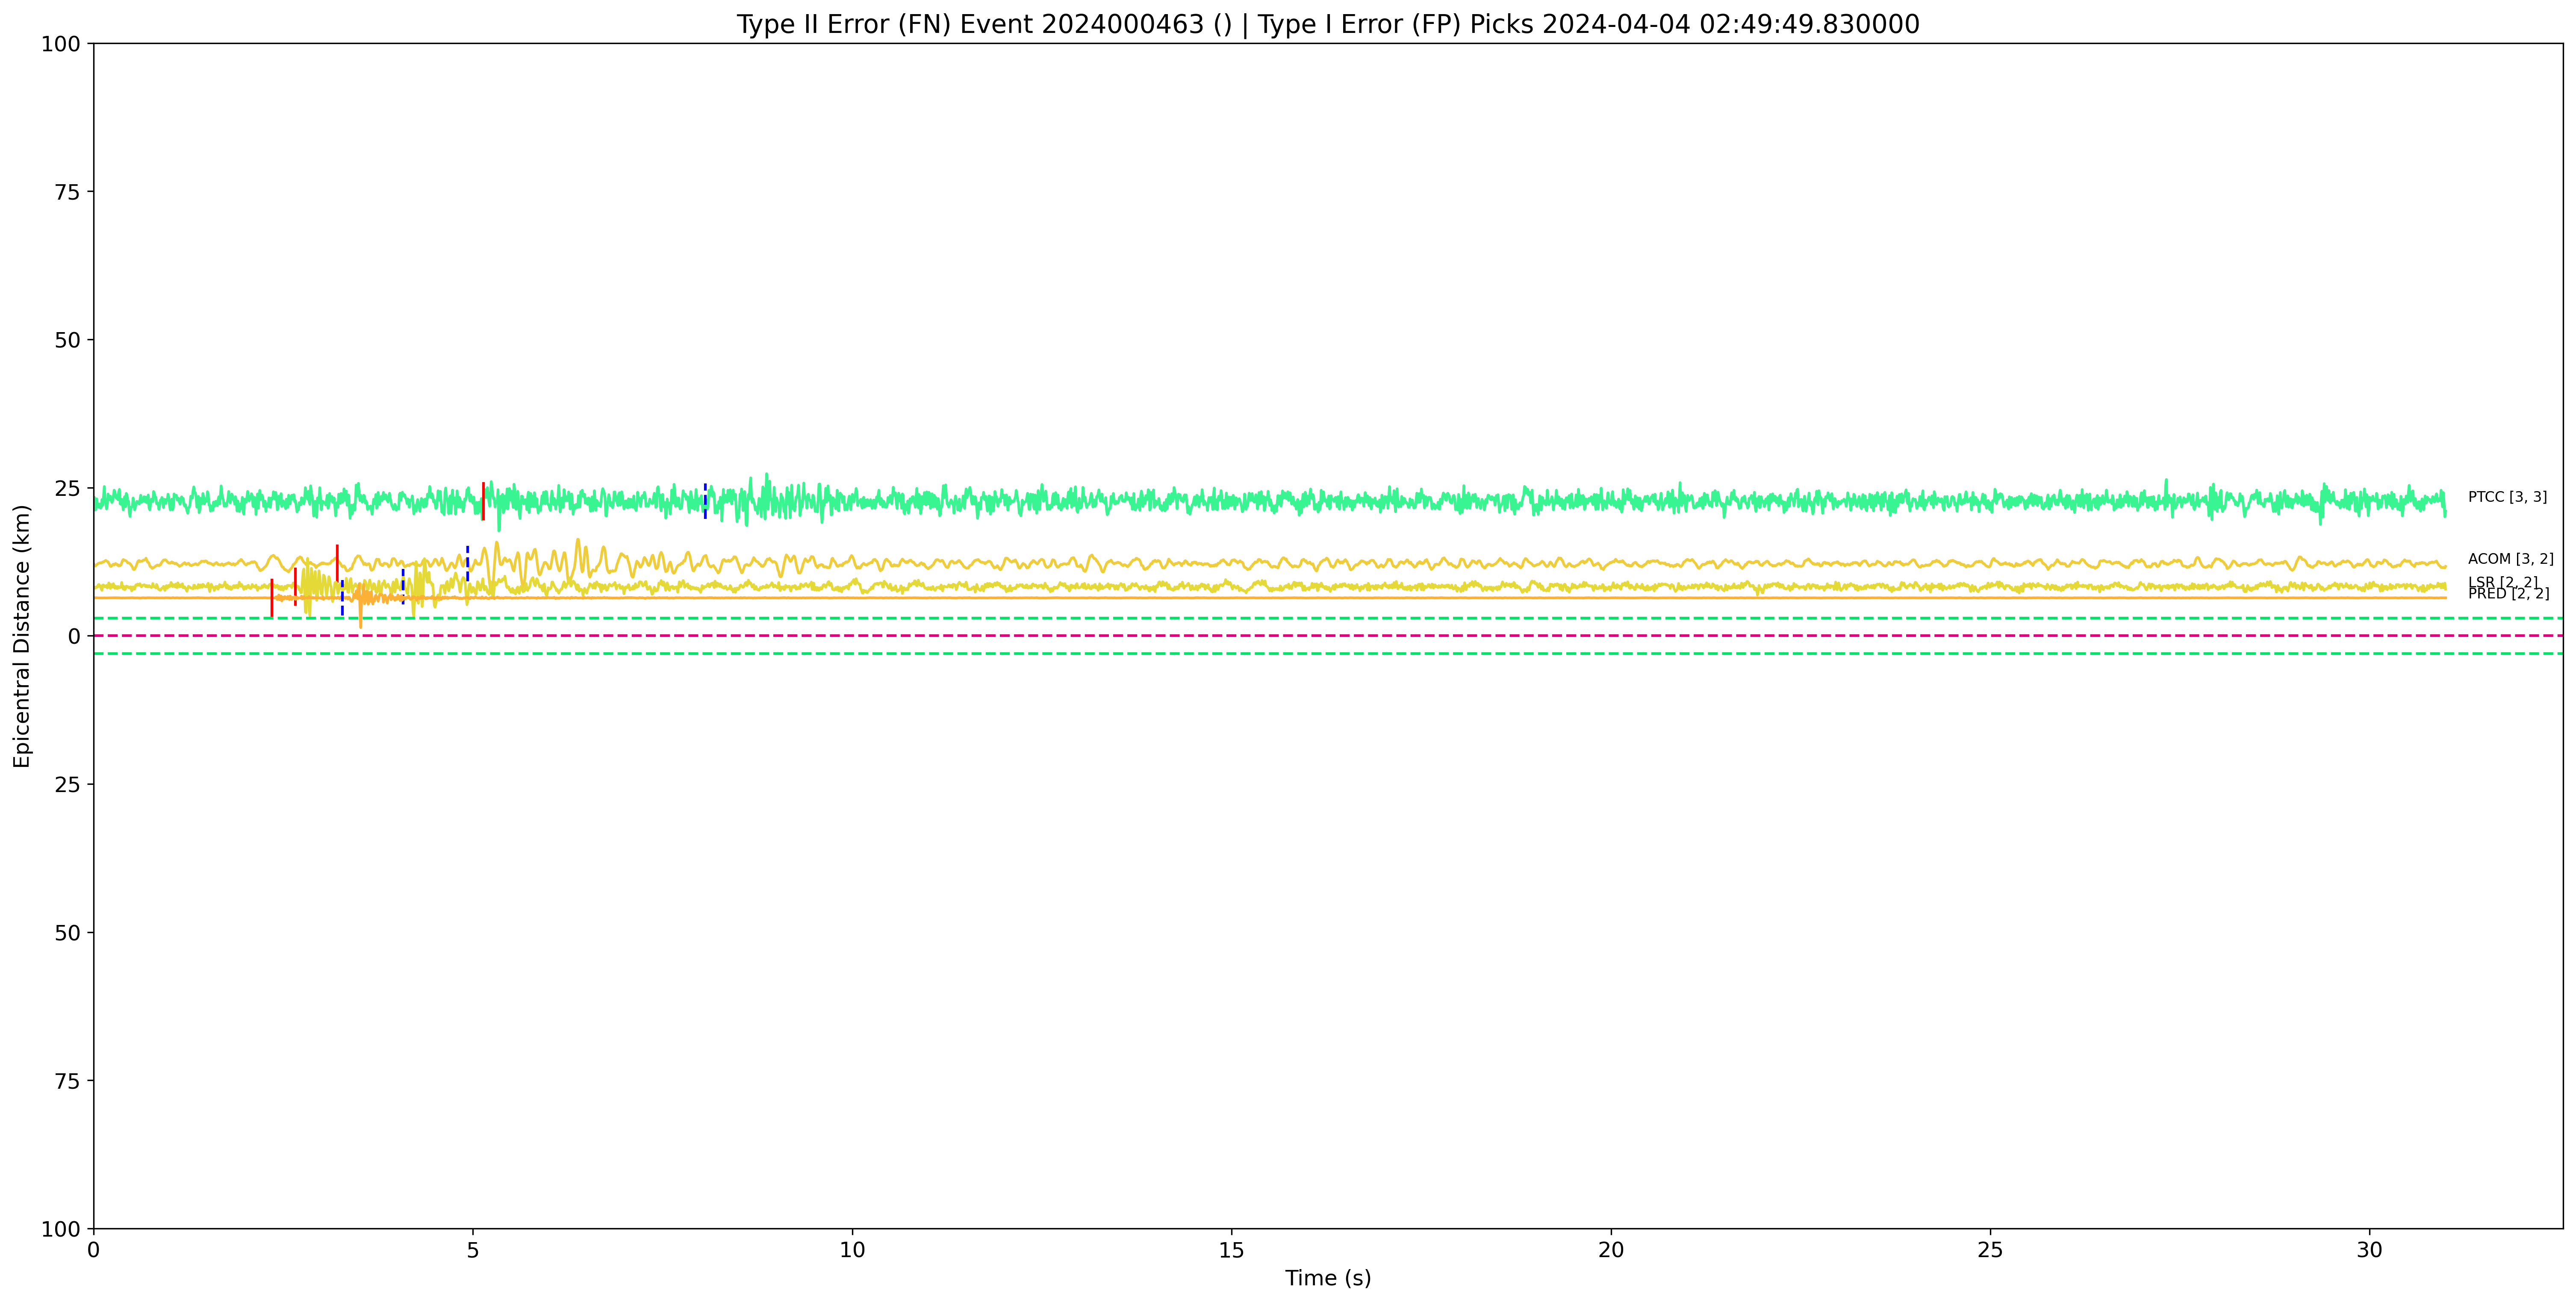 Type II Error (FN) Event 2024000463 () | Type I Error (FP) Picks 2024-04-04 02:49:49.830000
100
75
50
25
0
25
50
75
100
Epicentral Distance (km)
PTCC [3, 3]
ACOM [3, 2]
LSR [2, 2]
PRED [2, 2]
0
5
10
15
20
25
30
Time (s)